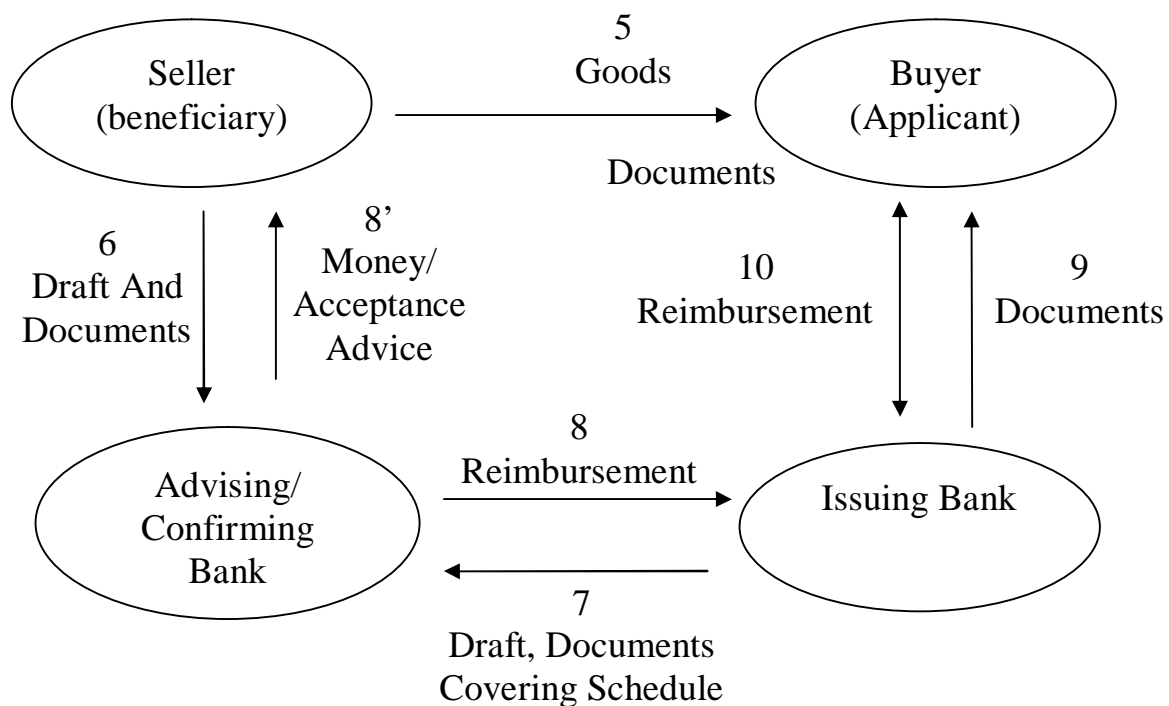 5
Goods
Seller
(beneficiary)
Buyer
(Applicant)
Documents
6
Draft And
Documents
8’
Money/
Acceptance
Advice
10
Reimbursement
9
Documents
8
Reimbursement
Advising/
Confirming
Bank
Issuing Bank
7
Draft, Documents
Covering Schedule